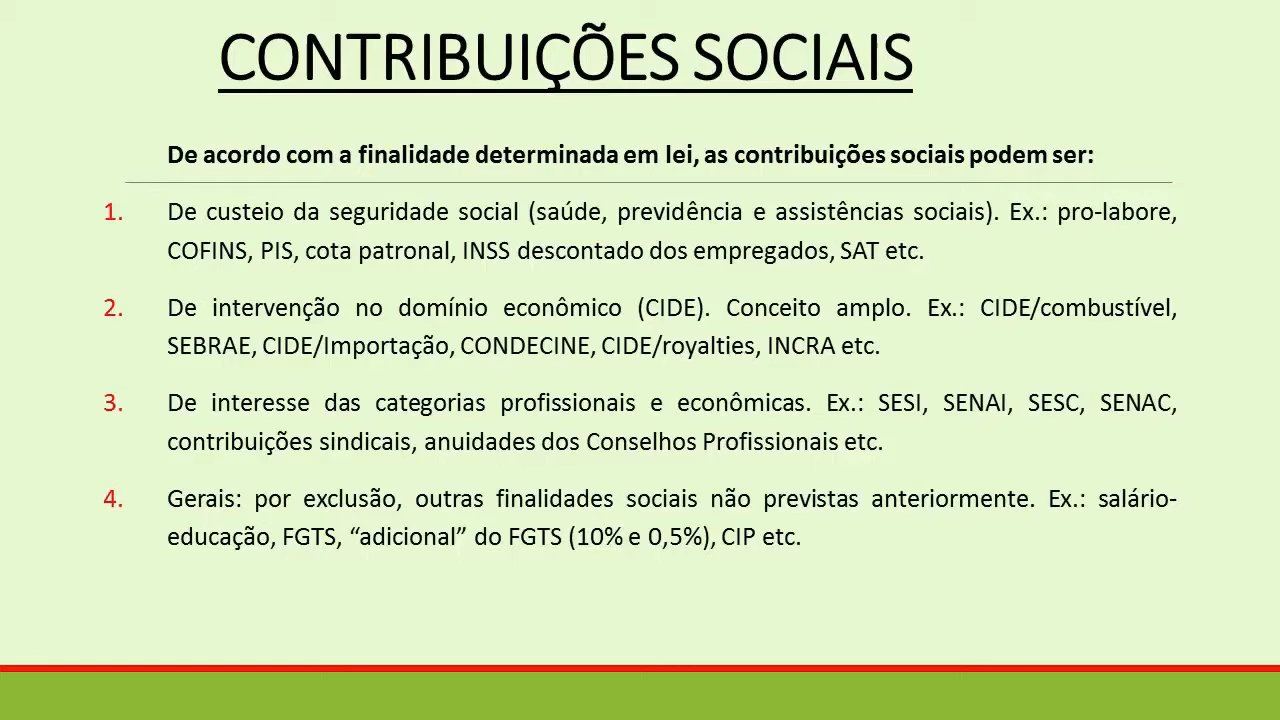 CONTRIBUIÇÕES SOCIAIS
De acordo com a finalidade determinada em lei, as contribuições sociais podem ser:
1. De custeio da seguridade social (saúde, previdência e assistências sociais). Ex.: pro-labore,
COFINS, PIS, cota patronal, INSS descontado dos empregados, SAT etc.
2. De intervenção no domínio econômico (CIDE). Conceito amplo. Ex.: CIDE/combustível,
SEBRAE, CIDE/Importação, CONDECINE, CIDE/royalties, INCRA etc.
3. De interesse das categorias profissionais e econômicas. Ex.: SESI, SENAI, SESC, SENAC,
contribuições sindicais, anuidades dos Conselhos Profissionais etc.
4. Gerais: por exclusão, outras finalidades sociais não previstas anteriormente. Ex.: salário-
educação, FGTS, “adicional” do FGTS (10% e 0,5%), CIP etc.